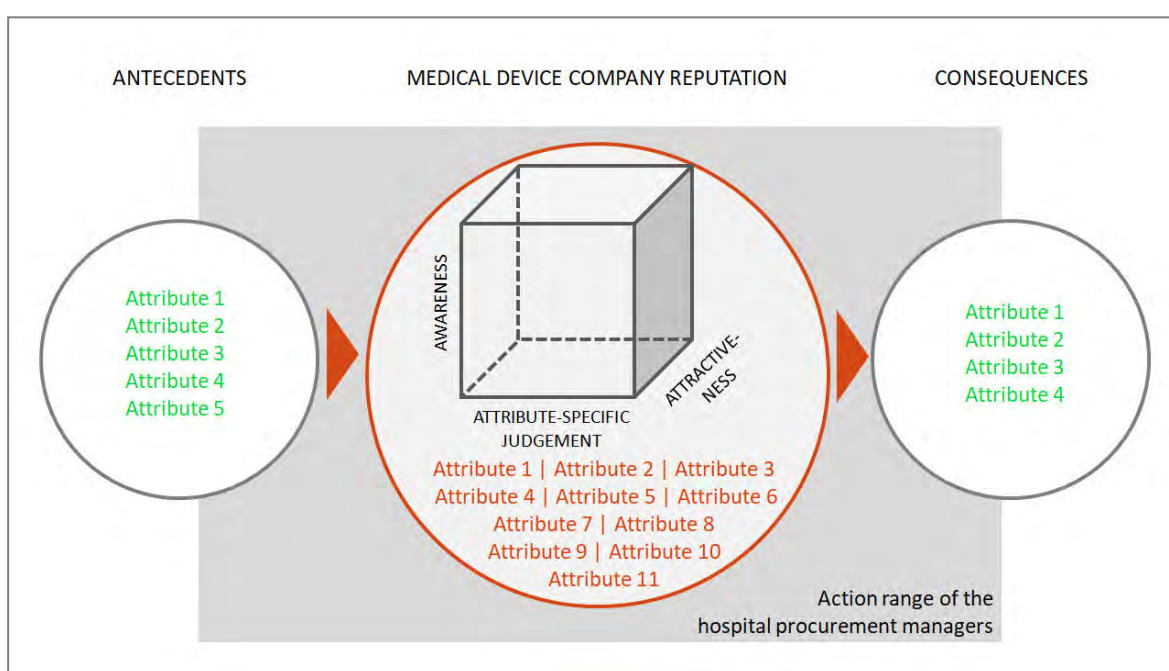 ANTECEDENTS
MEDICAL DEVICE COMPANY REPUTATION
CONSEQUENCES
Attribute 1
Attribute 2
Attribute 3
Attribute 4
Attribute 5
AWARENESS
ATTRIBUTE-SPECIFIC
JUDGEMENT
ATTRACTIVE-
NESS
Attribute 1 | Attribute 2 | Attribute 3
Attribute 4 | Attribute 5 | Attribute 6
Attribute 7 | Attribute 8
Attribute 9 | Attribute 10
Attribute 11
Attribute 1
Attribute 2
Attribute 3
Attribute 4
Action range of the
hospital procurement managers